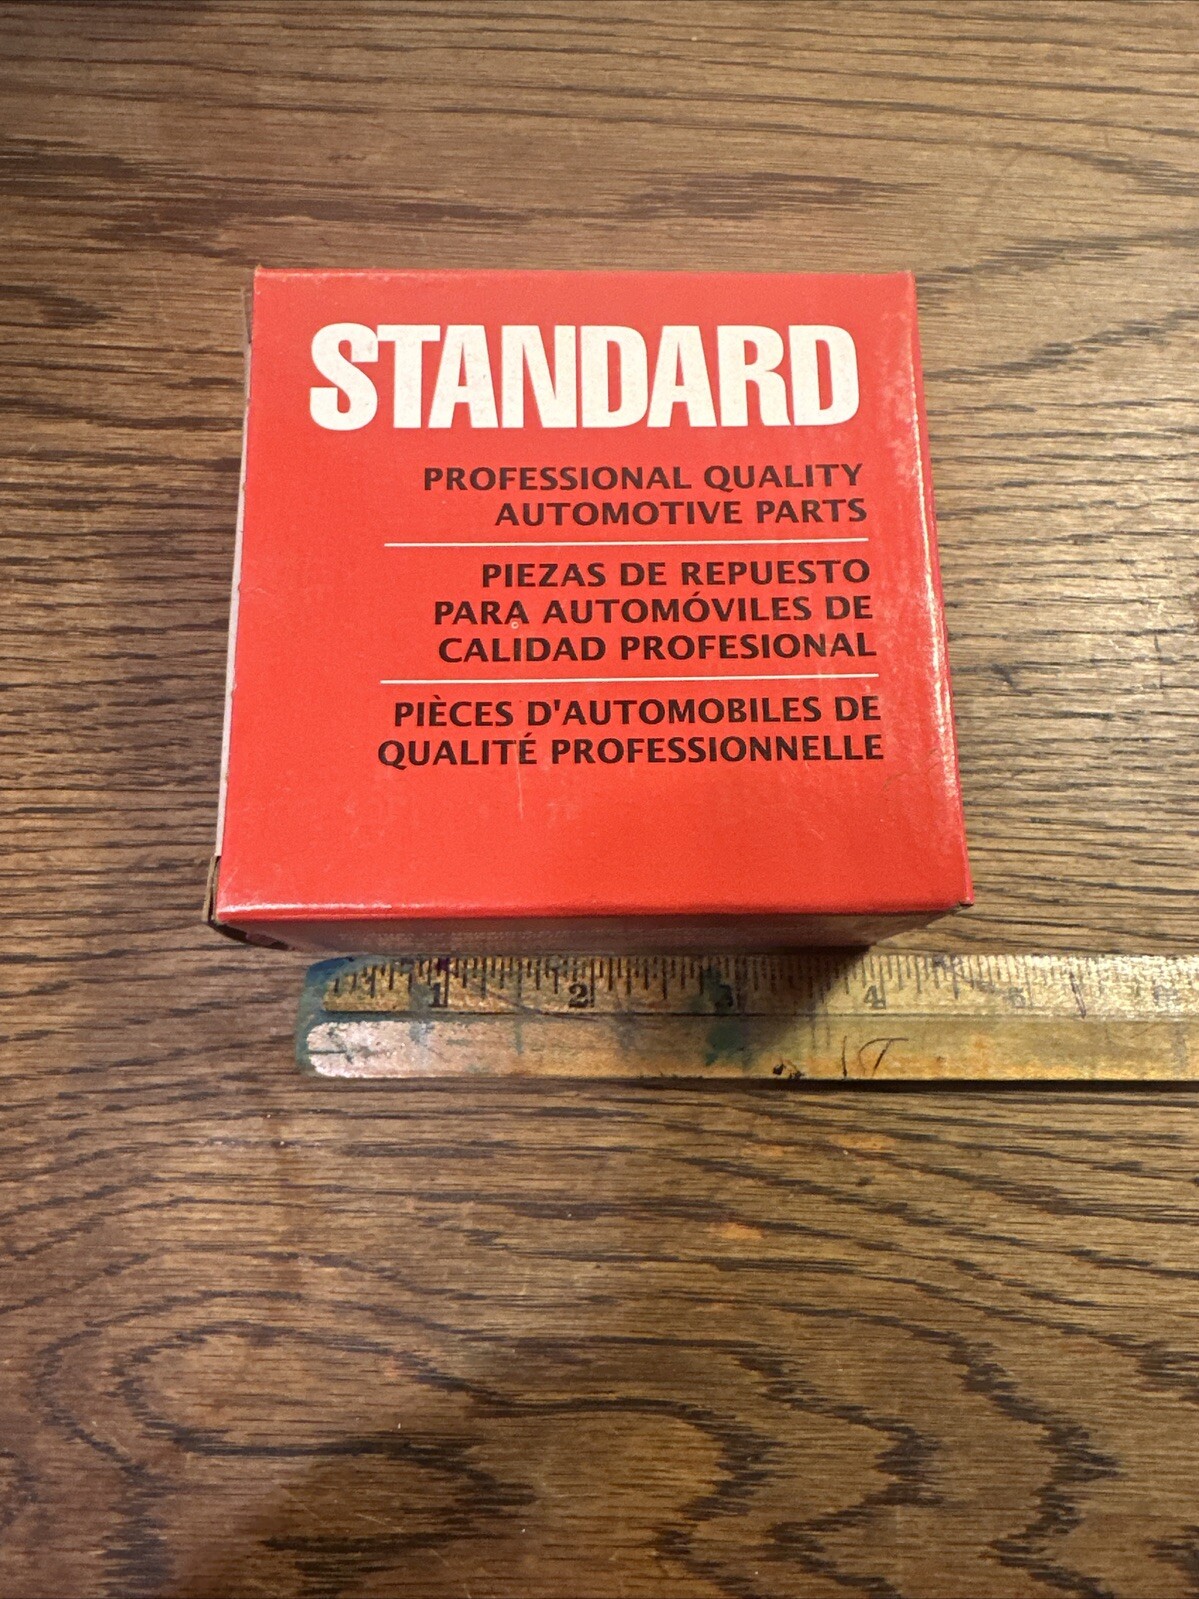 STANDARD
PROFESSIONAL QUALITY
AUTOMOTIVE PARTS
PIEZAS DE REPUESTO
PARA AUTOMÓVILES DE
CALIDAD PROFESIONAL
PIÈCES D'AUTOMOBILES DE
QUALITÉ PROFESSIONNELLE
1 2 3 4 5